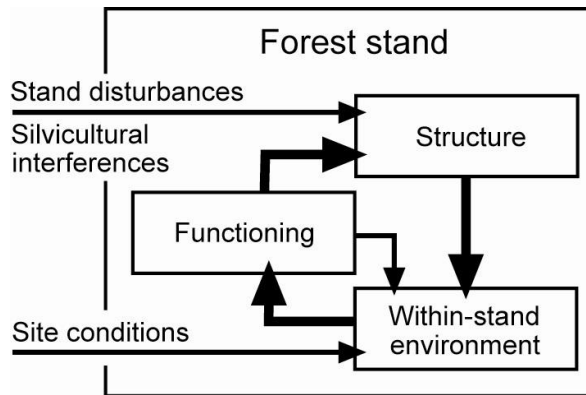 Forest stand
Stand disturbances
Silvicultural
interferences
Structure
Functioning
Site conditions
Within-stand
environment